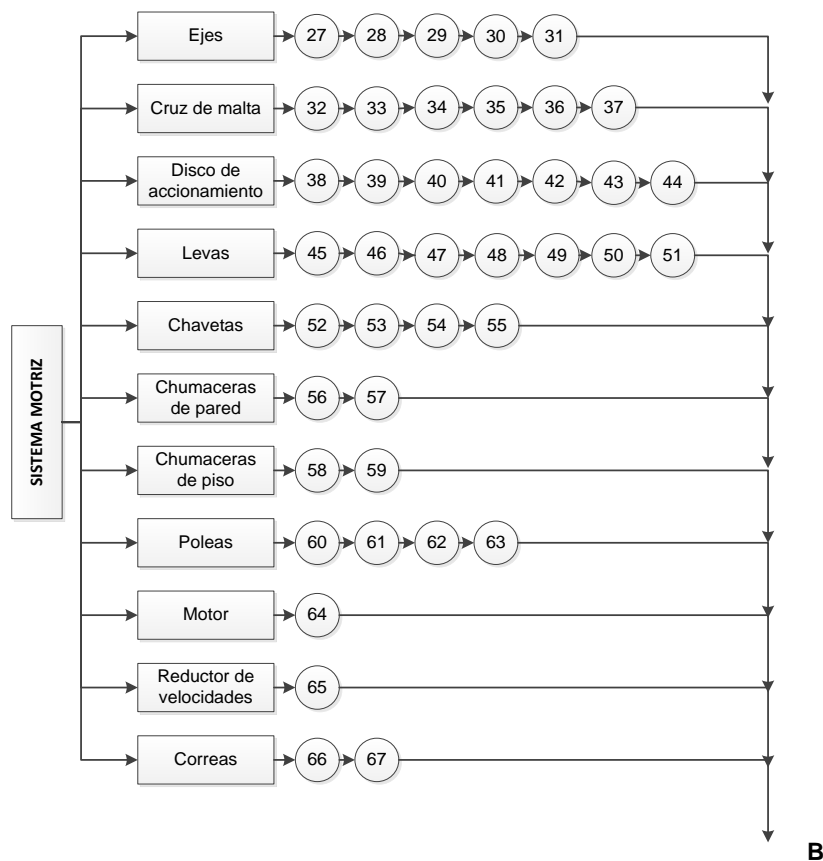 Ejes
27 28 29 30 31
Cruz de malta
32 33 34 35 36 37
Disco de
accionamiento
38 39 40 41 42 43 44
Levas
45 46 47 48 49 50 51
Chavetas
52 53 54 55
SISTEMA MOTRIZ
Chumaceras
de pared
56 57
Chumaceras
de piso
58 59
Poleas
60 61 62 63
Motor
64
Reductor de
velocidades
65
Correas
66 67
B